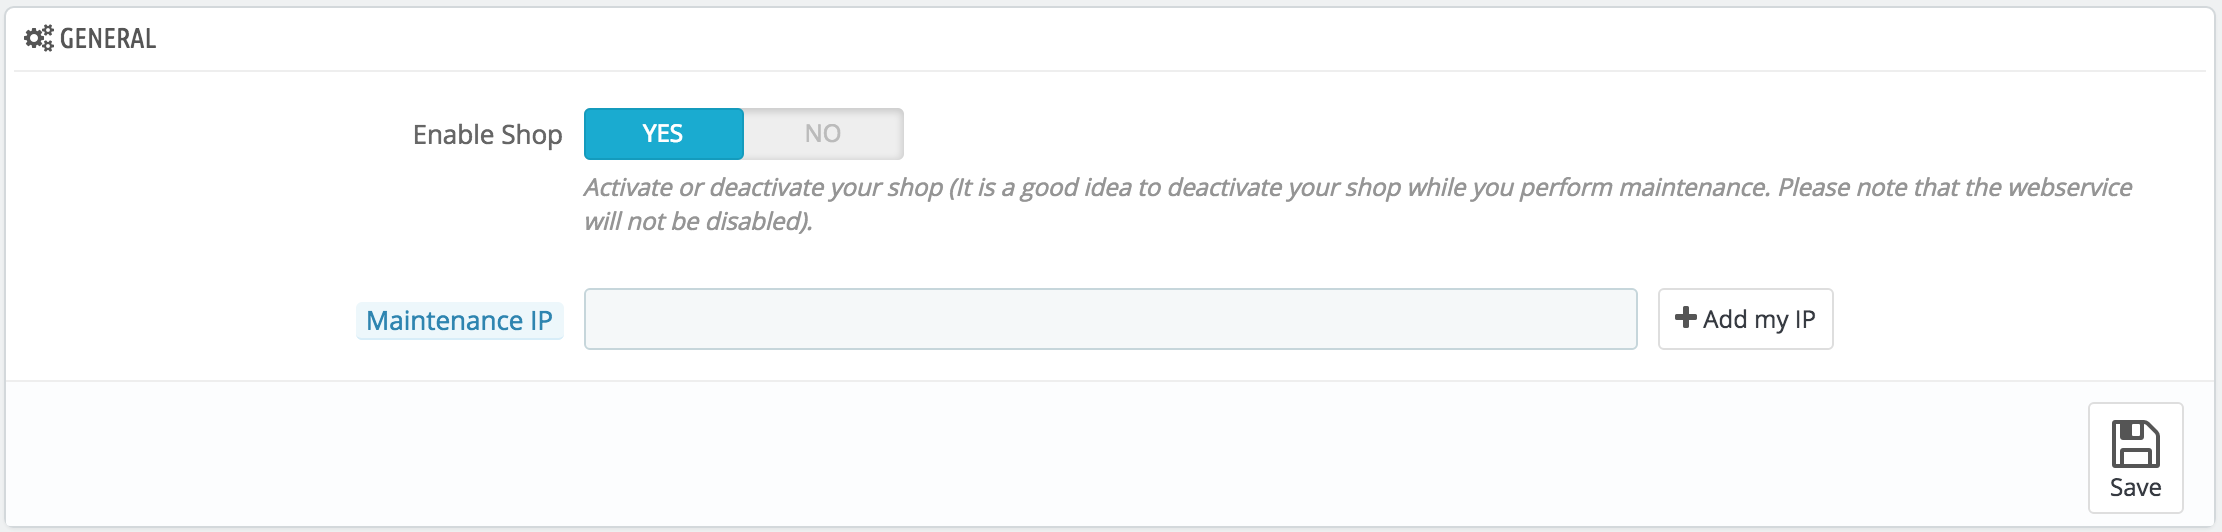 GENERAL
Enable Shop YES NO
Activate or deactivate your shop (It is a good idea to deactivate your shop while you perform maintenance. Please note that the webservice
will not be disabled).
Maintenance IP Add my IP
Save